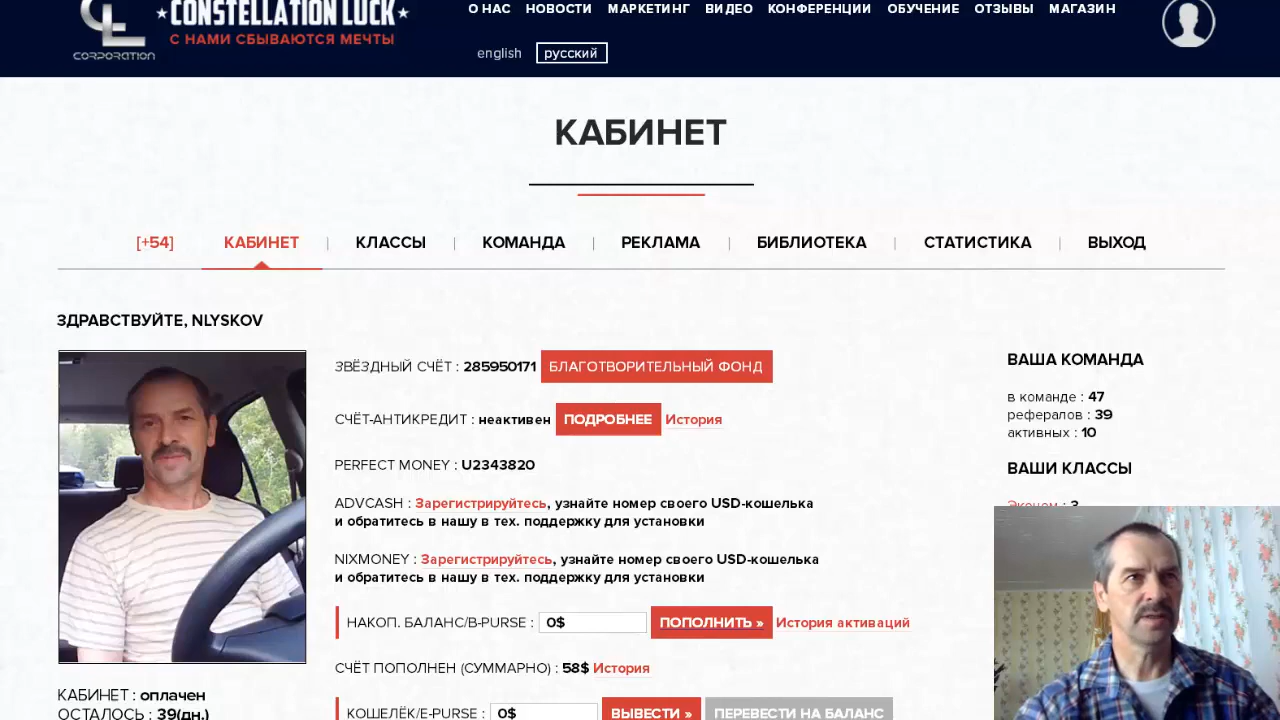 CL CORPORATION
CONSTELLATION LUCK
С НАМИ СБЫВАЮТСЯ МЕЧТЫ
О НАС НОВОСТИ МАРКЕТИНГ ВИДЕО КОНФЕРЕНЦИИ ОБУЧЕНИЕ ОТЗЫВЫ МАГАЗИН
english русский
КАБИНЕТ
[+54] КАБИНЕТ | КЛАССЫ | КОМАНДА | РЕКЛАМА | БИБЛИОТЕКА | СТАТИСТИКА | ВЫХОД
ЗДРАВСТВУЙТЕ, NLYSKOV
ЗВЁЗДНЫЙ СЧЁТ : 285950171 БЛАГОТВОРИТЕЛЬНЫЙ ФОНД
СЧЁТ-АНТИКРЕДИТ : неактивен ПОДРОБНЕЕ История
PERFECT MONEY : U2343820
ADVCASH : Зарегистрируйтесь, узнайте номер своего USD-кошелька
и обратитесь в нашу в тех. поддержку для установки
NIXMONEY : Зарегистрируйтесь, узнайте номер своего USD-кошелька
и обратитесь в нашу в тех. поддержку для установки
НАКОП. БАЛАНС/B-PURSE : 0$ ПОПОЛНИТЬ » История активаций
СЧЁТ ПОПОЛНЕН (СУММАРНО) : 58$ История
КОШЕЛЁК/E-PURSE : 0$ ВЫВЕСТИ » ПЕРЕВЕСТИ НА БАЛАНС
КАБИНЕТ : оплачен
ОСТАЛОСЬ : 39(дн.)
ВАША КОМАНДА
в команде : 47
рефералов : 39
активных : 10
ВАШИ КЛАССЫ
Эконом : 3